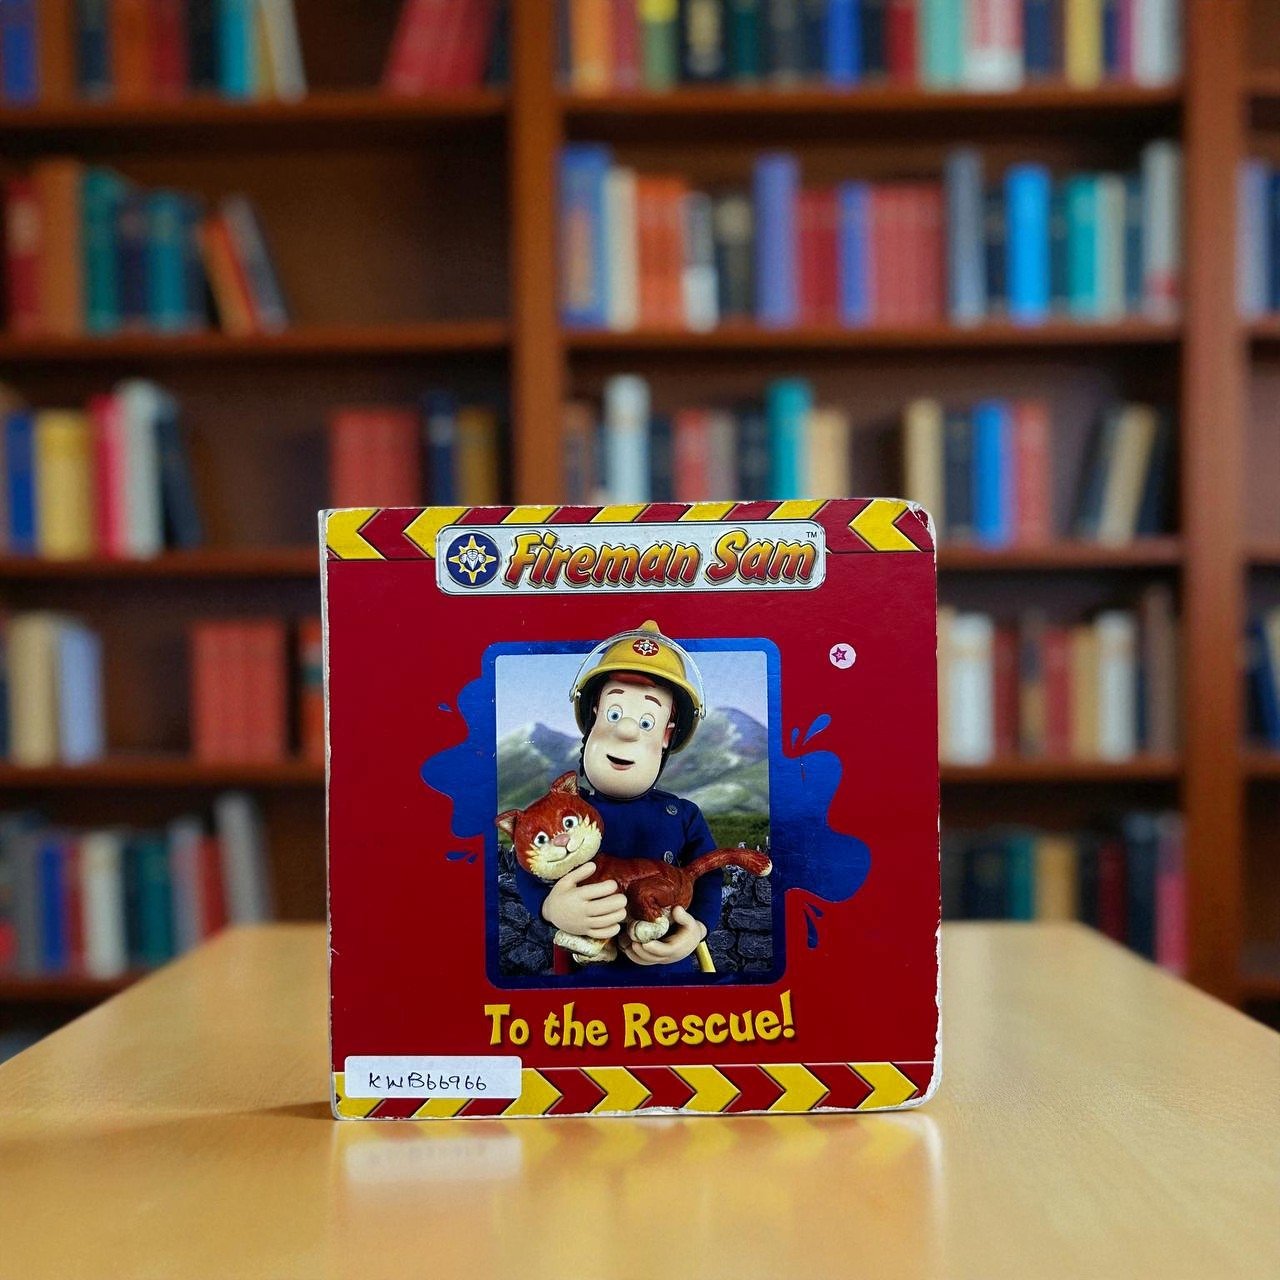 Fireman Sam™
To the Rescue!
KWB66966